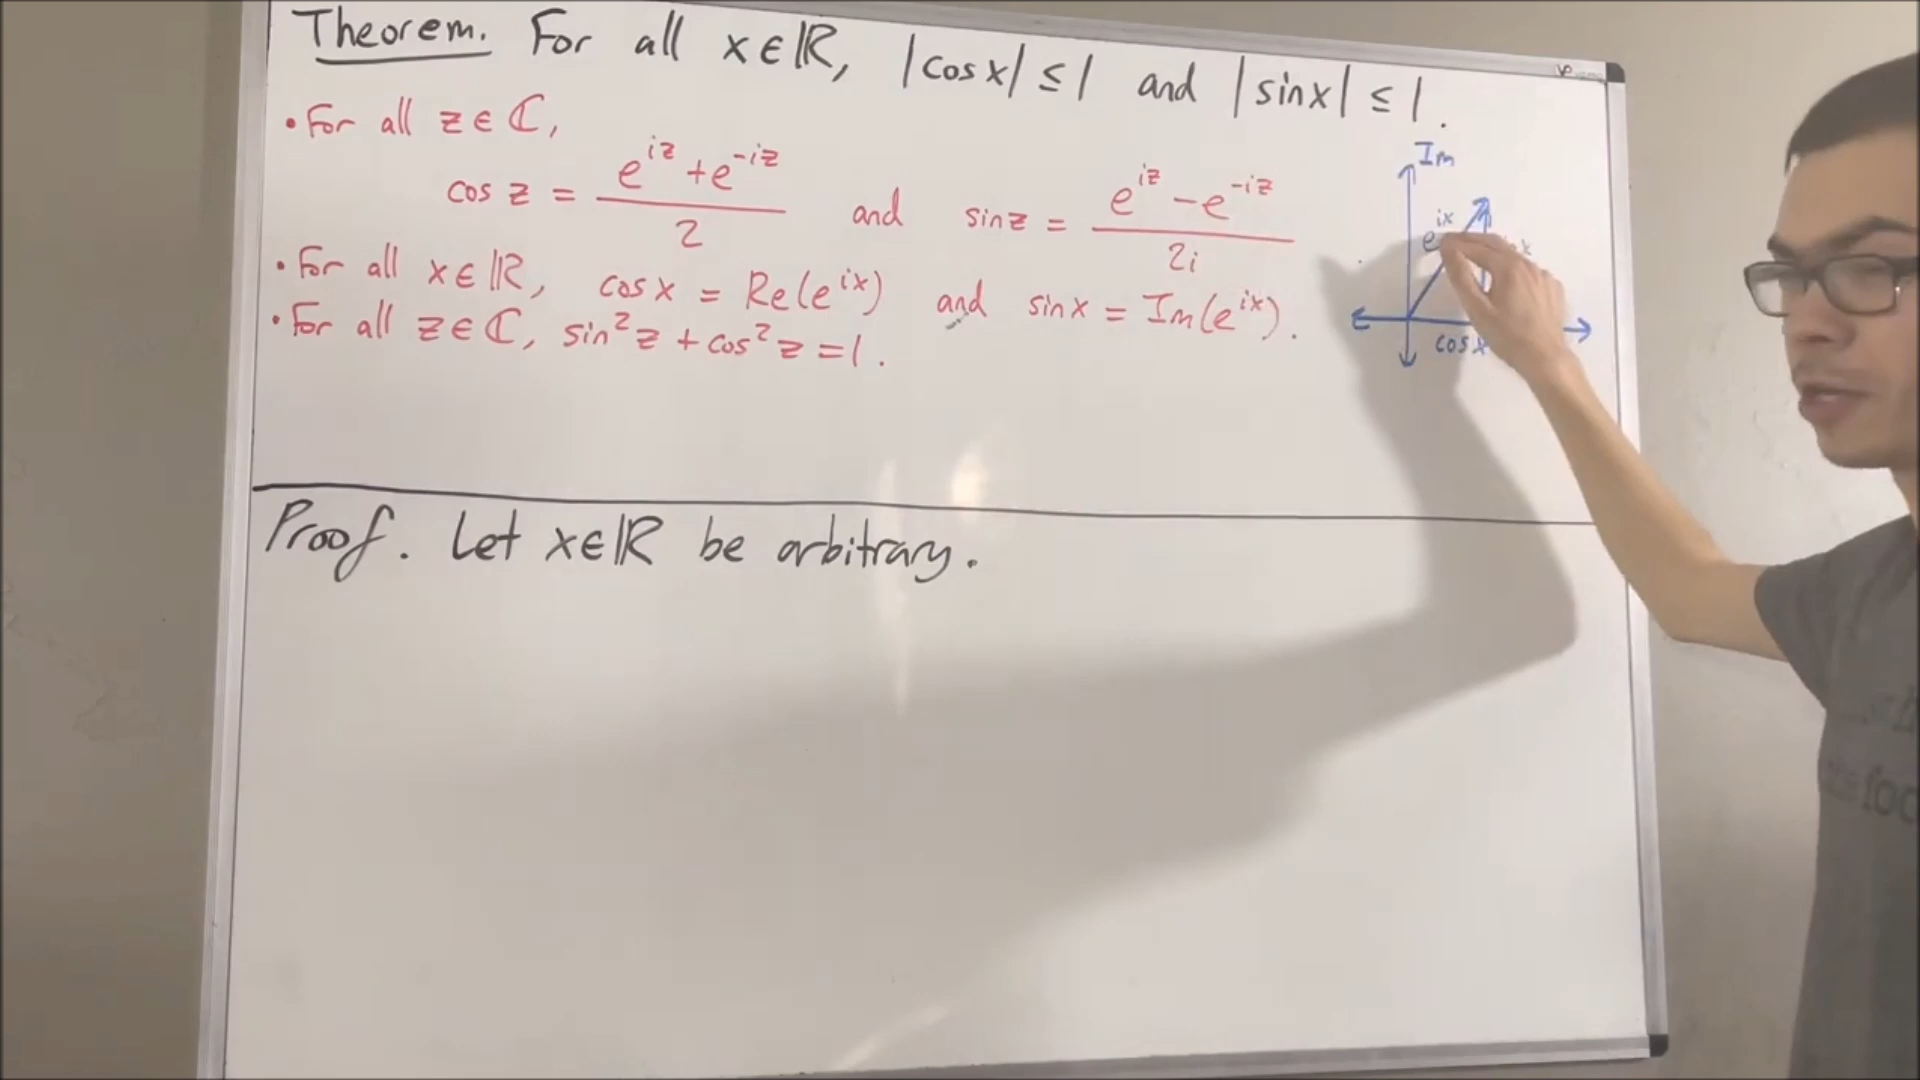 Theorem. For all x∈ℝ, |cos x| ≤ 1 and |sin x| ≤ 1.
• For all z∈ℂ,
cos z = (e^{iz} + e^{-iz})/2 and sin z = (e^{iz} - e^{-iz})/2i
• For all x∈ℝ, cos x = Re(e^{ix}) and sin x = Im(e^{ix}).
• For all z∈ℂ, sin² z + cos² z = 1.
Im
e^{ix}
cos x
Proof. Let x∈ℝ be arbitrary.